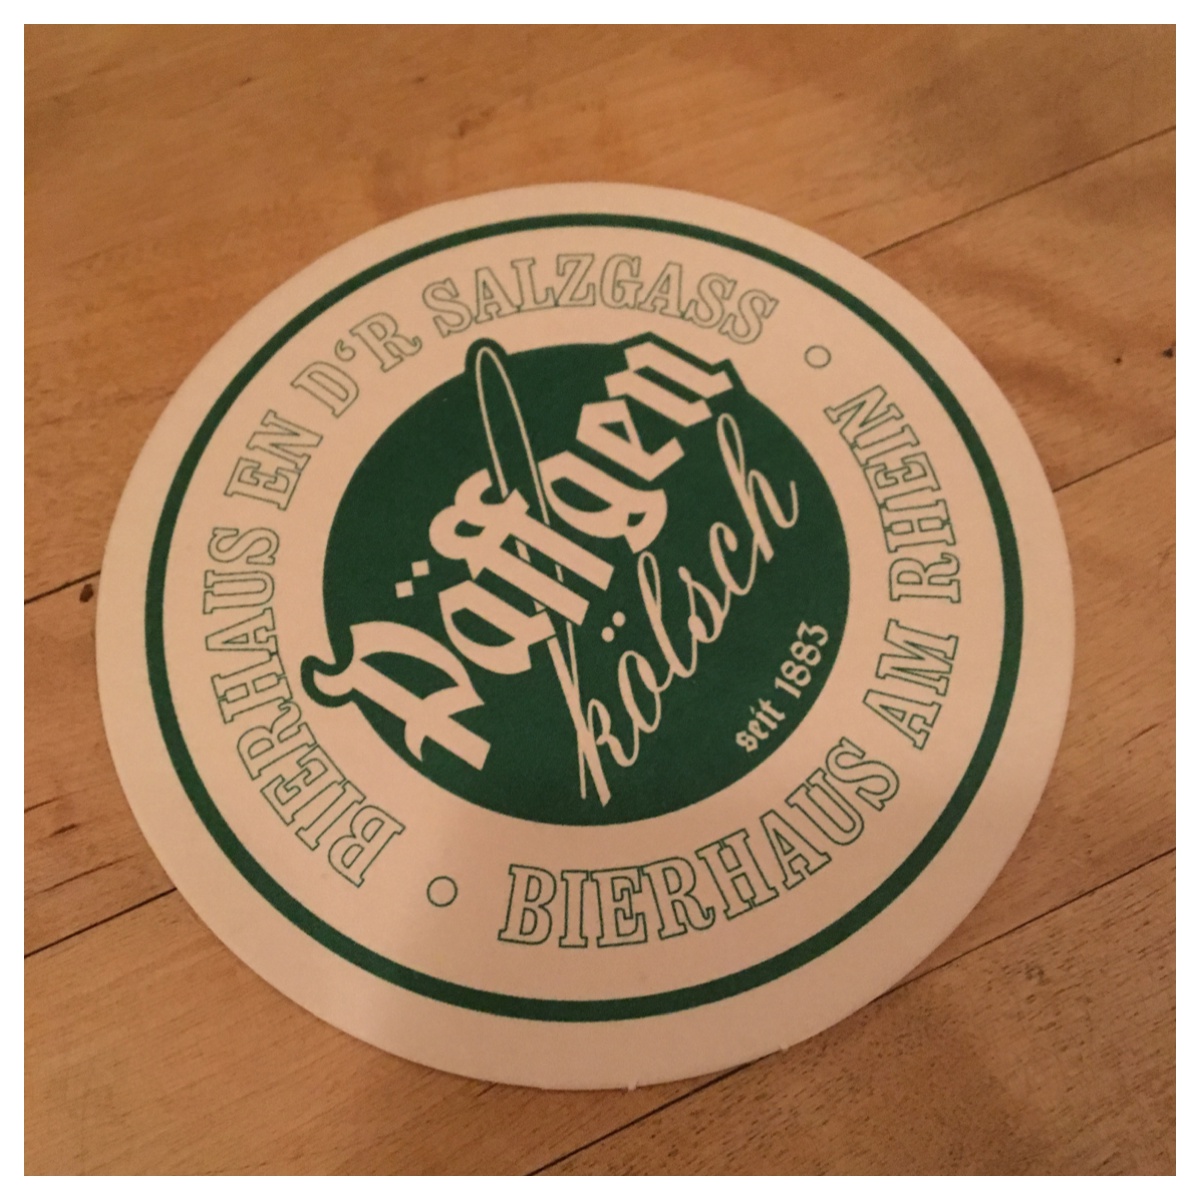 BIERHAUS EN D'R SALZGASS
Päffgen
kölsch
seit 1883
BIERHAUS AM RHEIN